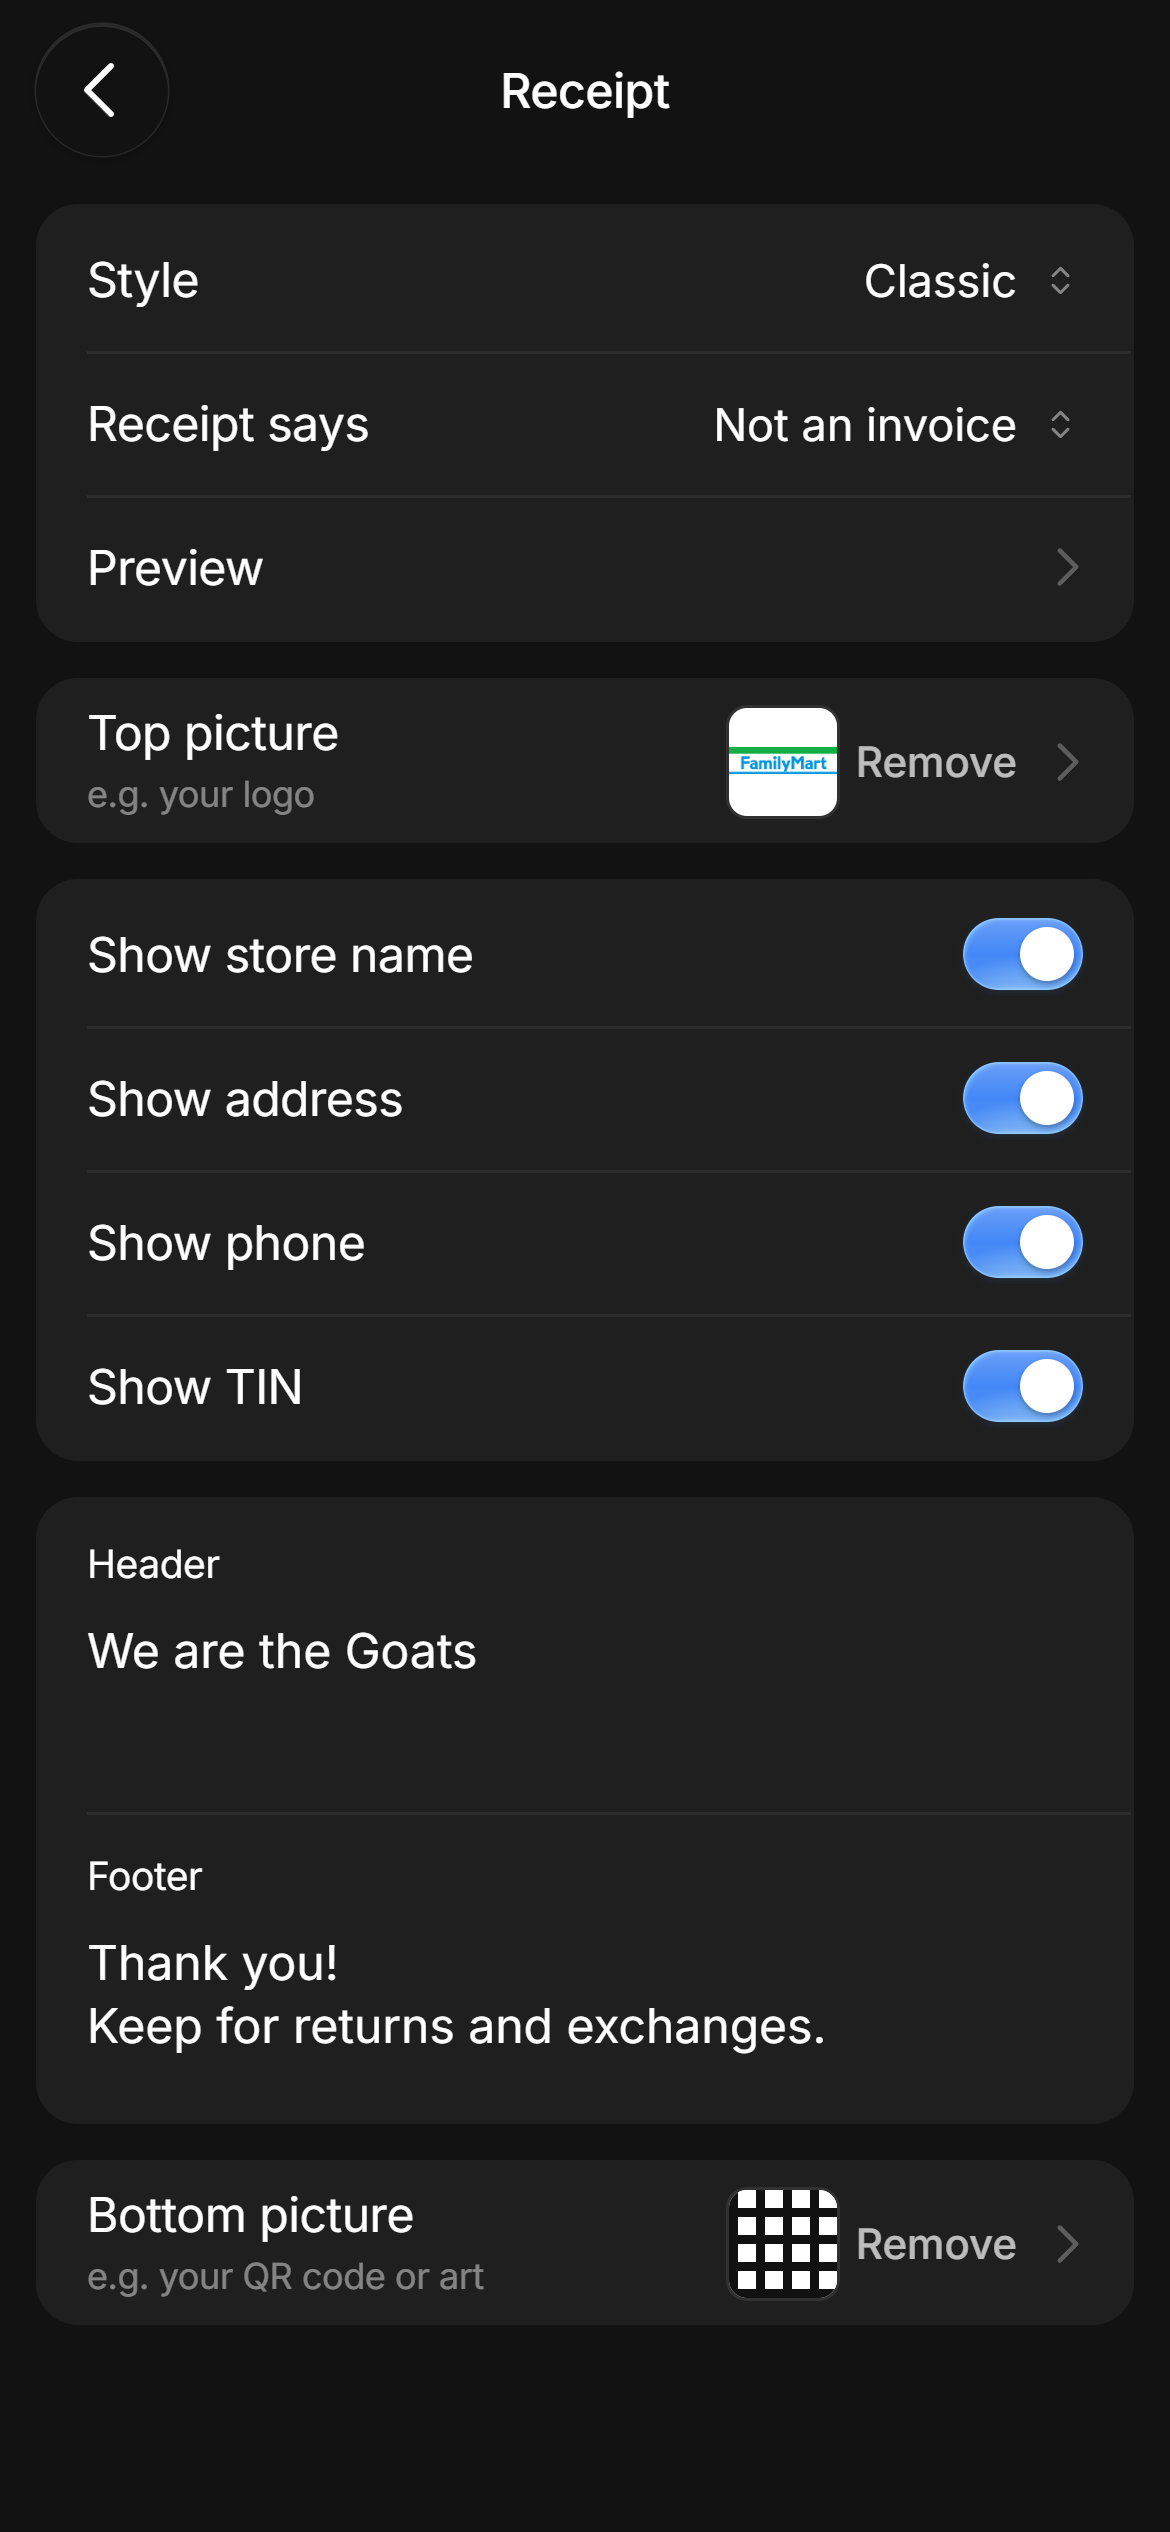 Receipt
Style
Classic
Receipt says
Not an invoice
Preview
Top picture
e.g. your logo
FamilyMart
Remove
Show store name
Show address
Show phone
Show TIN
Header
We are the Goats
Footer
Thank you!
Keep for returns and exchanges.
Bottom picture
e.g. your QR code or art
Remove